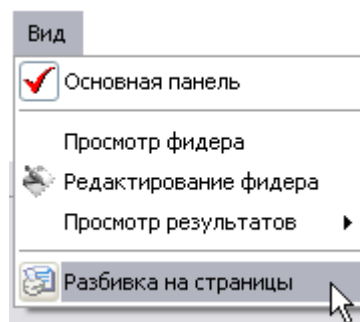 Вид
Основная панель
Просмотр фидера
Редактирование фидера
Просмотр результатов
Разбивка на страницы